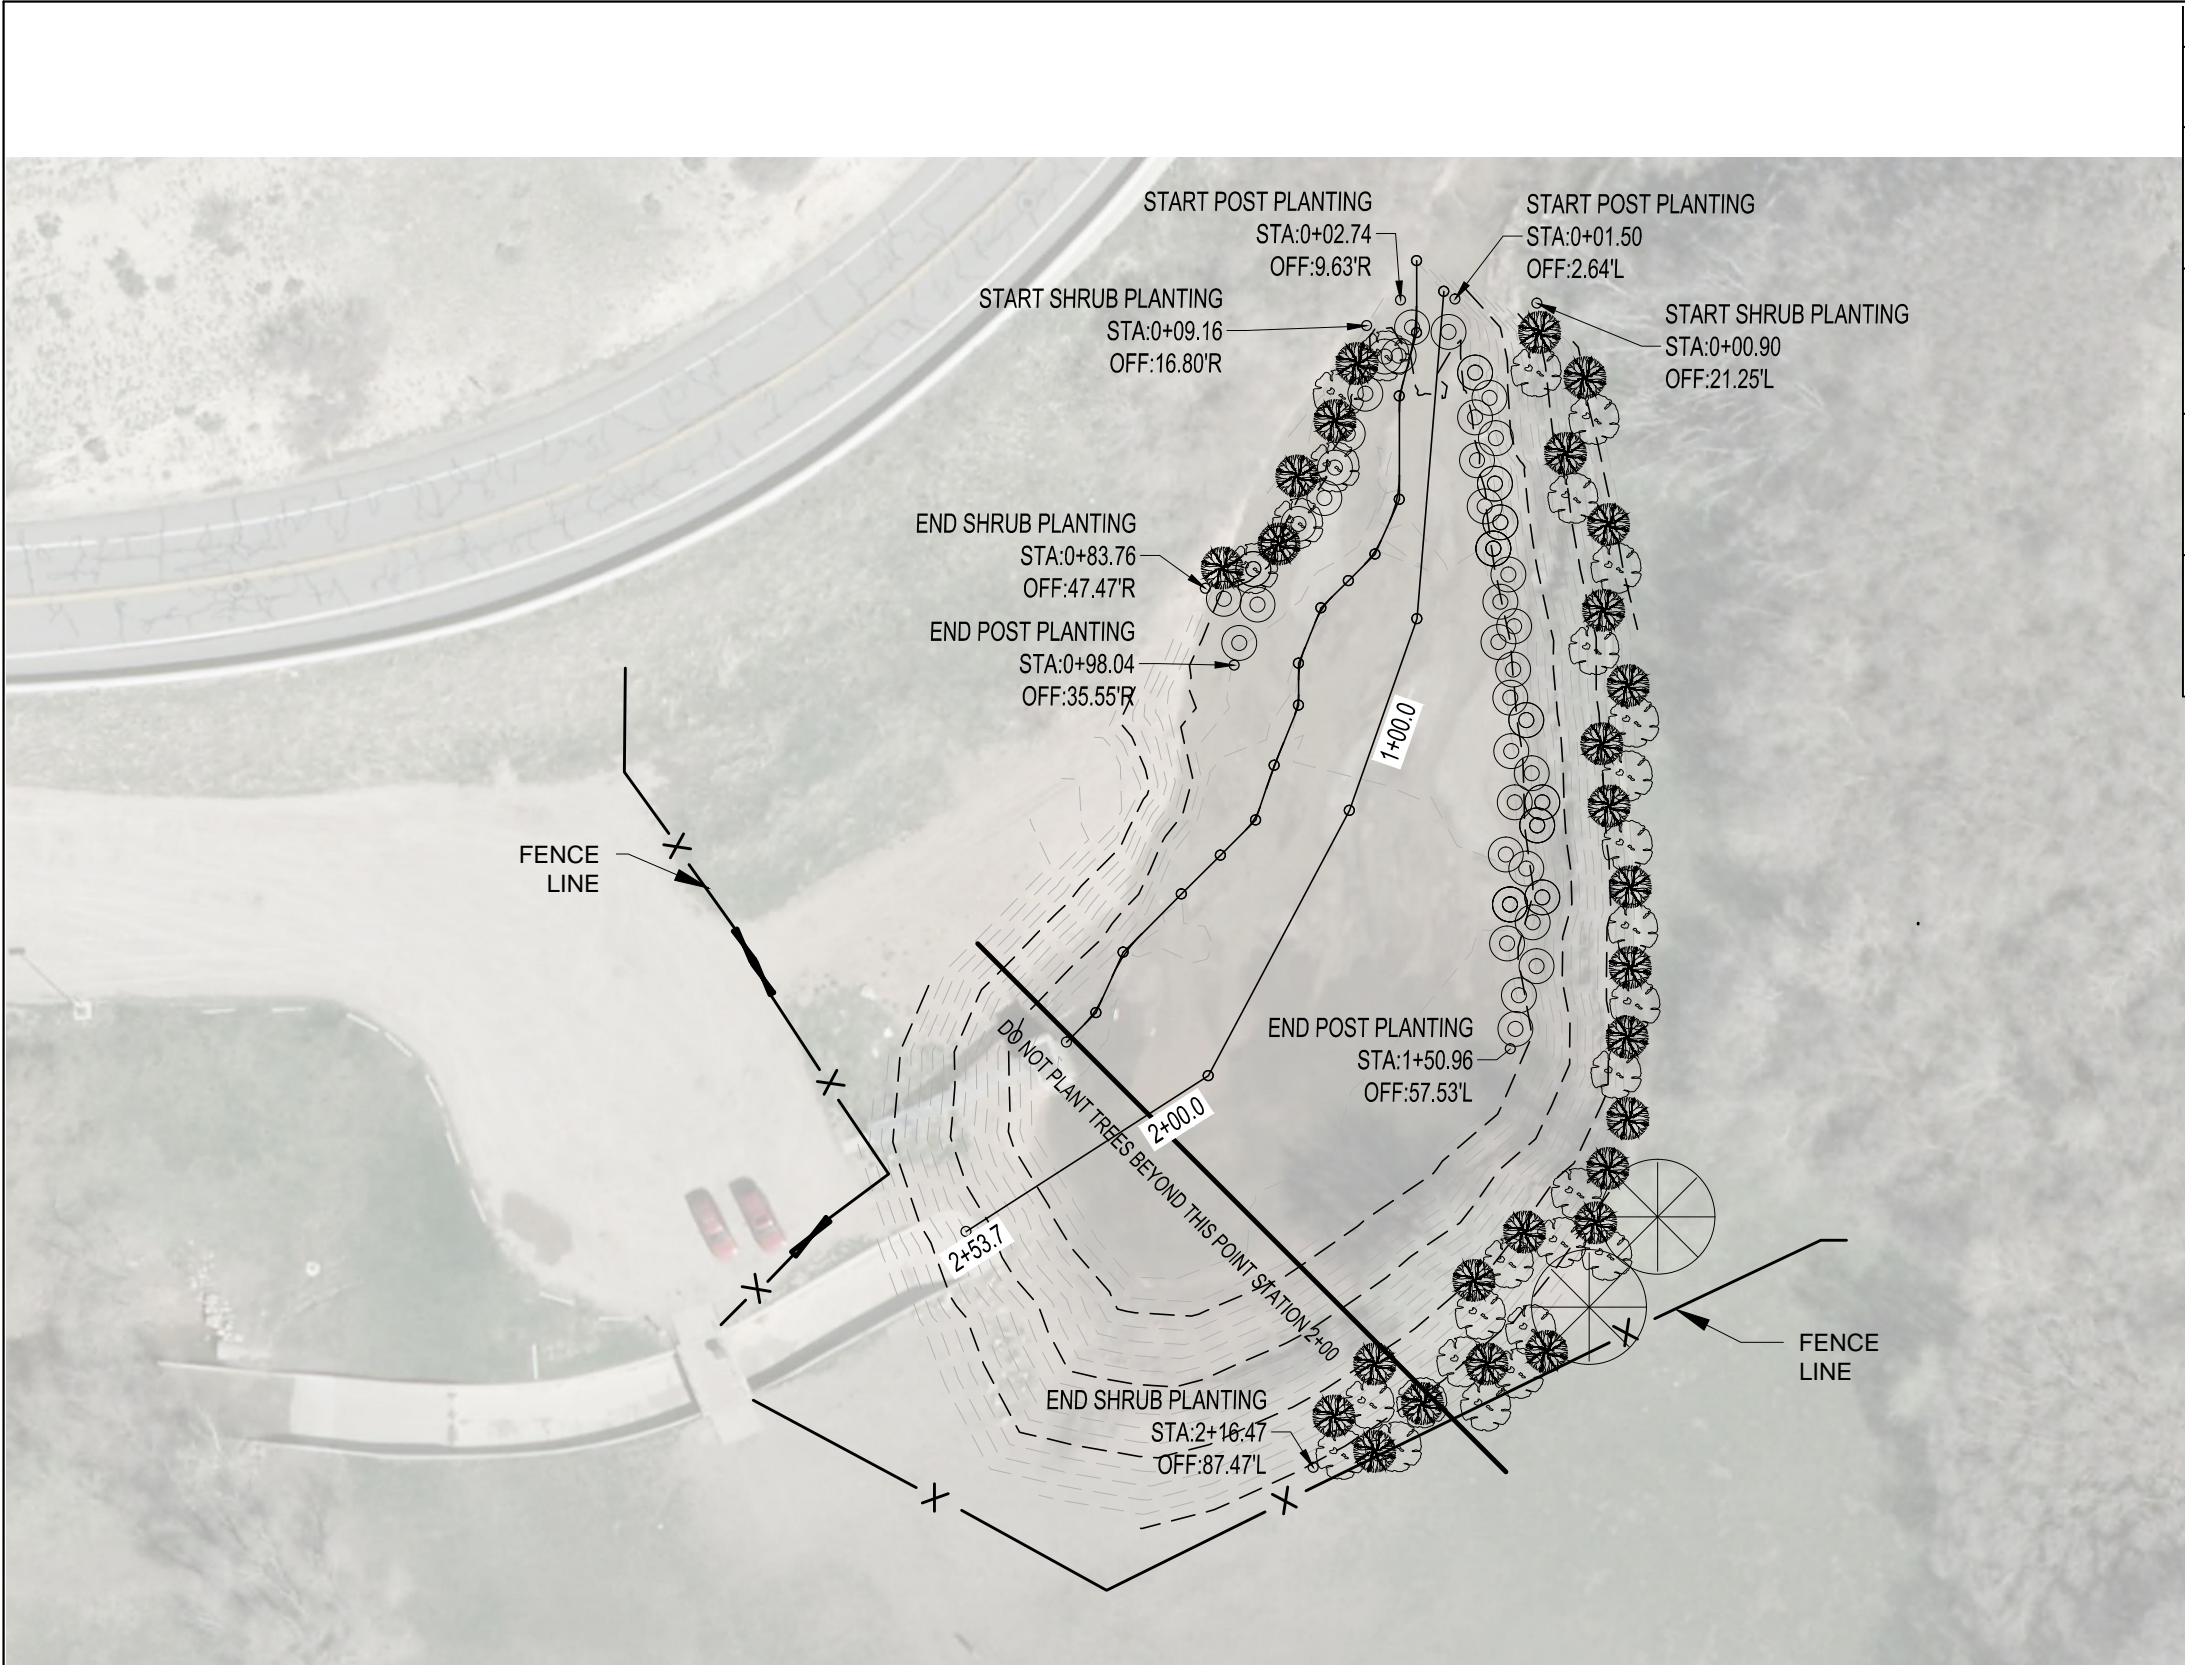 START POST PLANTING
STA:0+02.74
OFF:9.63'R
START POST PLANTING
STA:0+01.50
OFF:2.64'L
START SHRUB PLANTING
STA:0+09.16
OFF:16.80'R
START SHRUB PLANTING
STA:0+00.90
OFF:21.25'L
END SHRUB PLANTING
STA:0+83.76
OFF:47.47'R
END POST PLANTING
STA:0+98.04
OFF:35.55'R
1+00.0
FENCE
LINE
END POST PLANTING
STA:1+50.96
OFF:57.53'L
2+00.0
DO NOT PLANT TREES BEYOND THIS POINT STATION 2+00
2+53.7
FENCE
LINE
END SHRUB PLANTING
STA:2+16.47
OFF:87.47'L